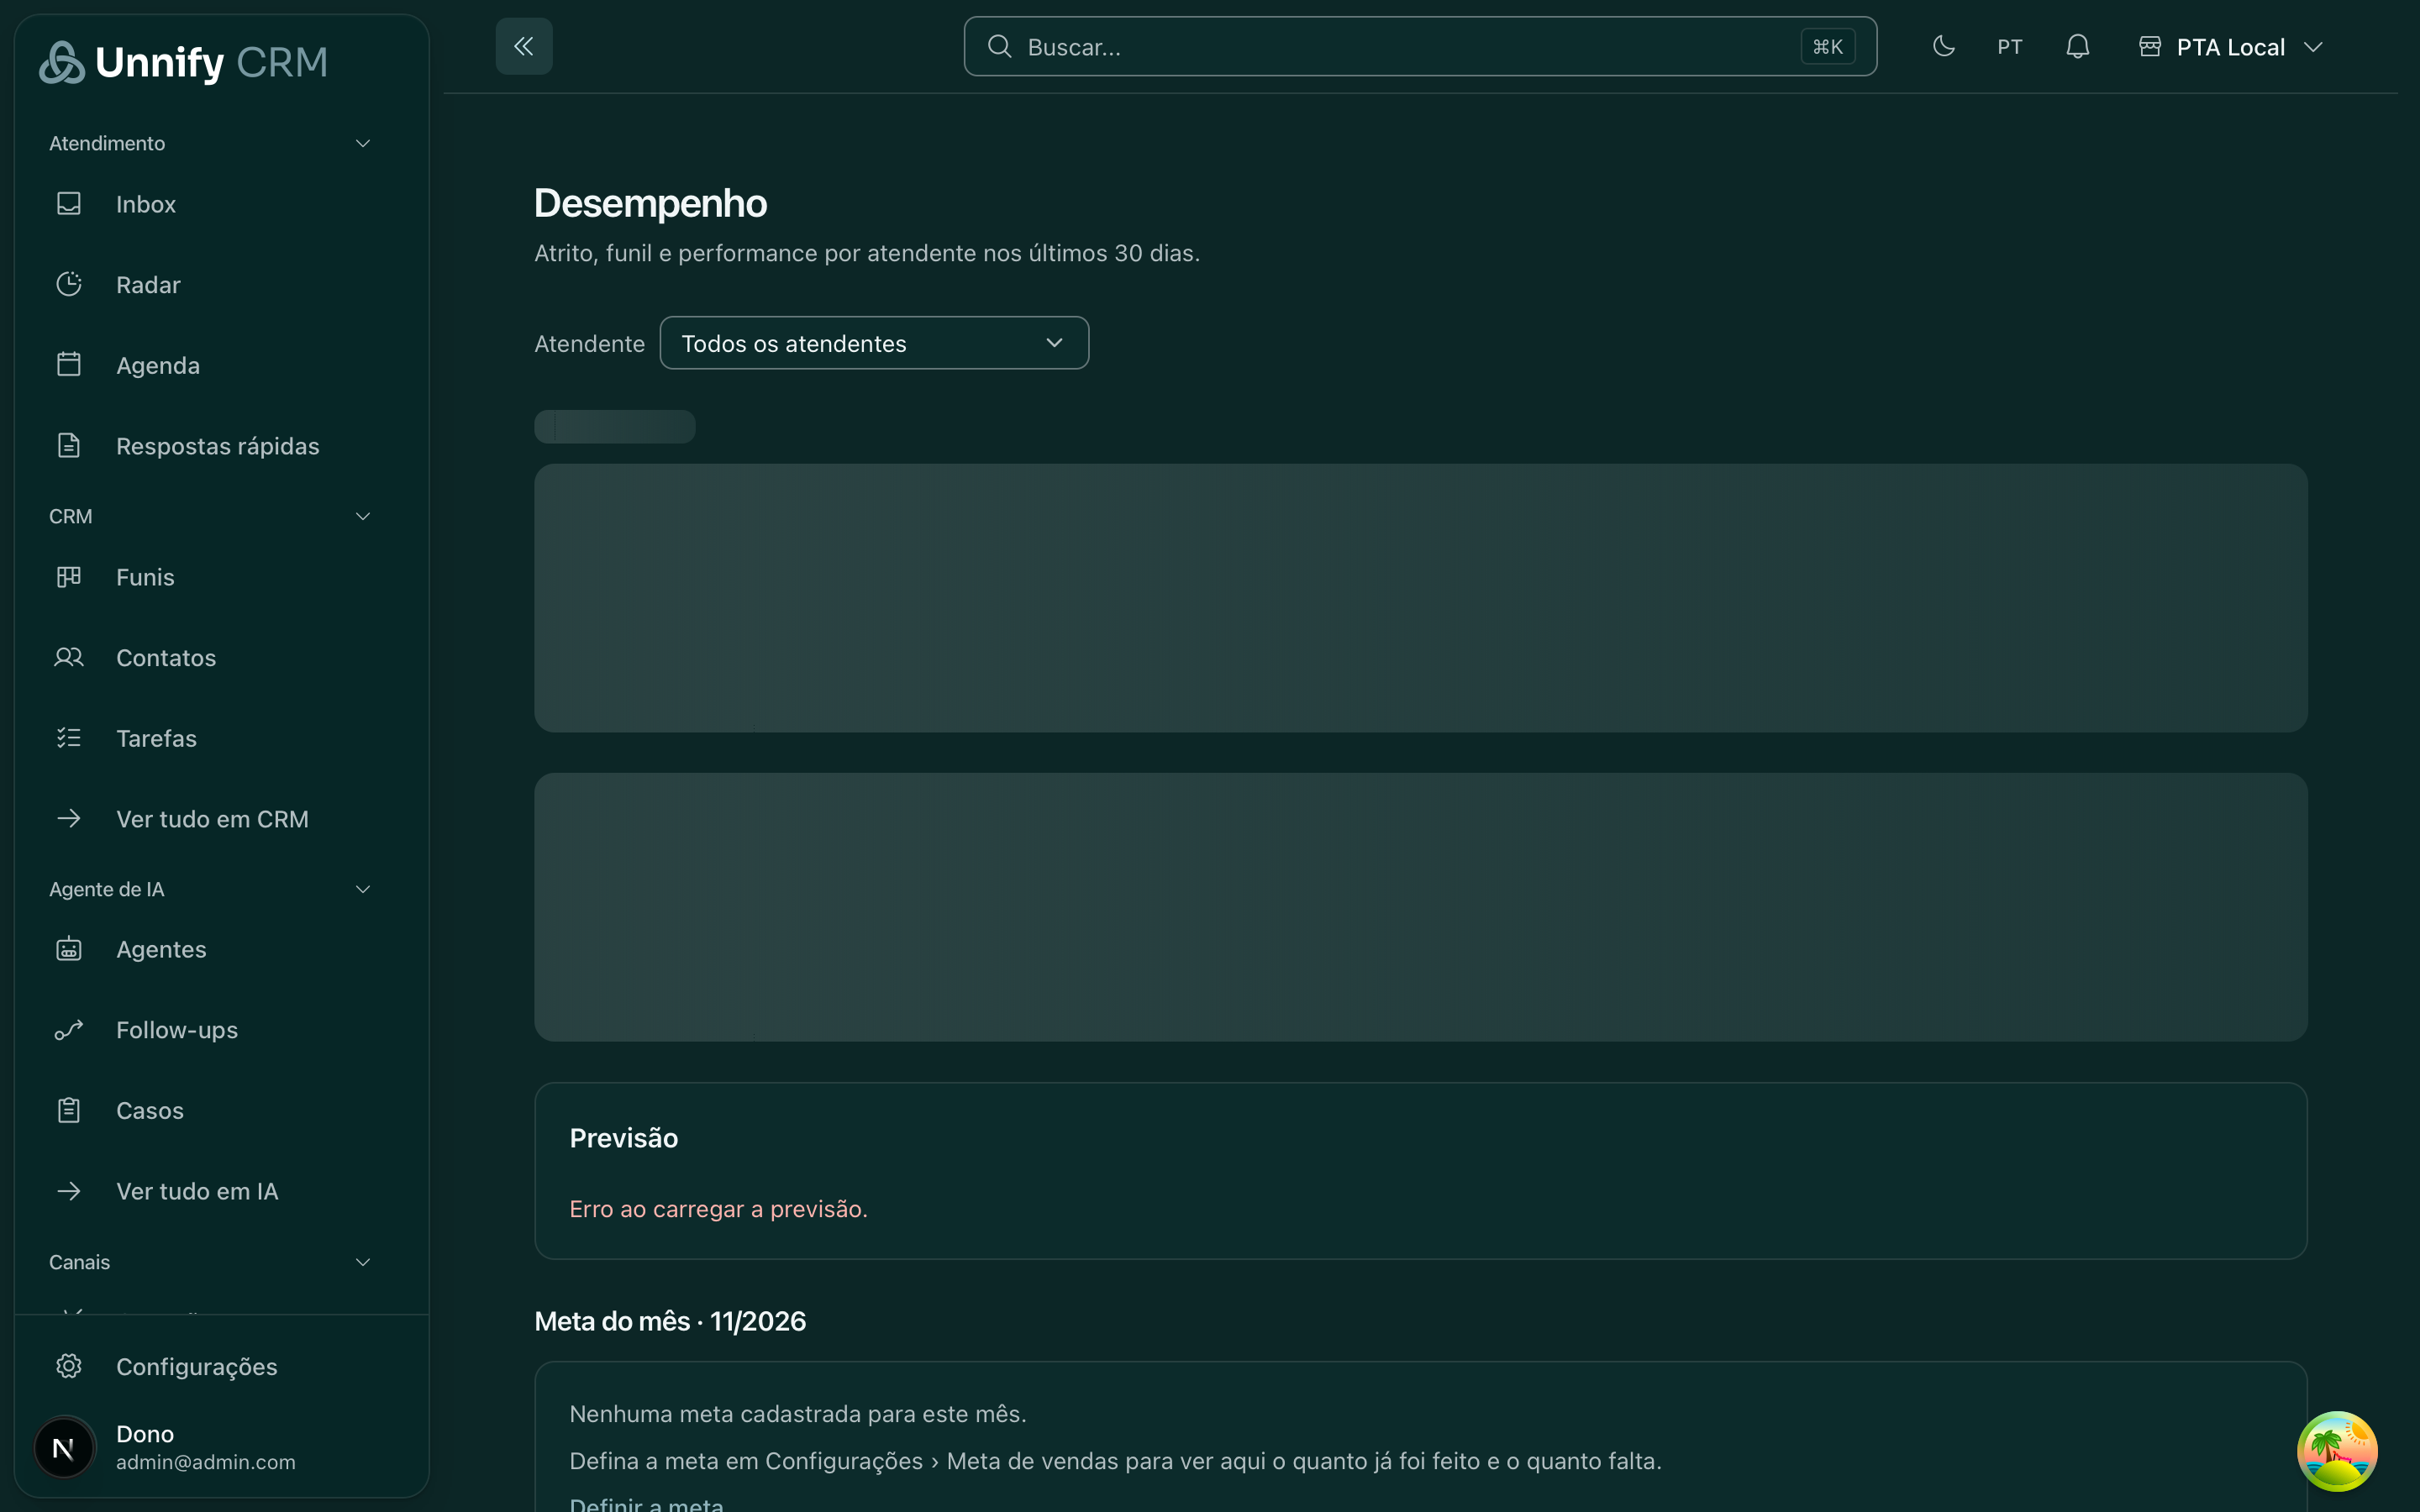 Unnify CRM
Buscar...
⌘K
PT
PTA Local
Atendimento
Inbox
Radar
Agenda
Respostas rápidas
CRM
Funis
Contatos
Tarefas
Ver tudo em CRM
Agente de IA
Agentes
Follow-ups
Casos
Ver tudo em IA
Canais
Configurações
N
Dono
admin@admin.com
Desempenho
Atrito, funil e performance por atendente nos últimos 30 dias.
Atendente
Todos os atendentes
Previsão
Erro ao carregar a previsão.
Meta do mês · 11/2026
Nenhuma meta cadastrada para este mês.
Defina a meta em Configurações › Meta de vendas para ver aqui o quanto já foi feito e o quanto falta.
Definir a meta